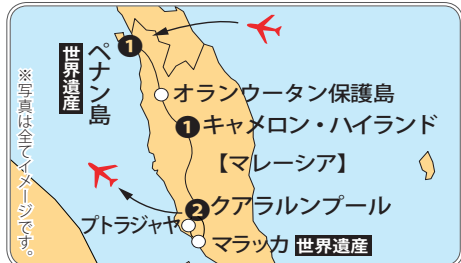 ❶
世界遺産
ペナン島
オランウータン保護島
❶キャメロン・ハイランド
【マレーシア】
❷クアラルンプール
プトラジャヤ
マラッカ 世界遺産
※写真は全てイメージです。